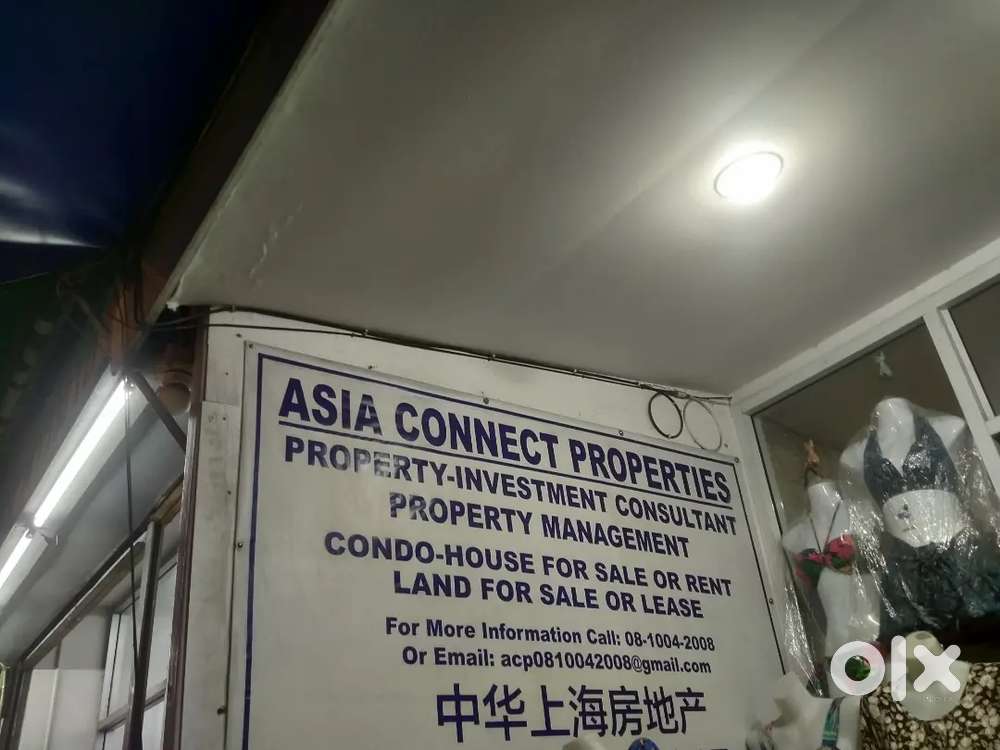 ASIA CONNECT PROPERTIES
PROPERTY-INVESTMENT CONSULTANT
PROPERTY MANAGEMENT
CONDO-HOUSE FOR SALE OR RENT
LAND FOR SALE OR LEASE
For More Information Call: 08-1004-2008
Or Email: acp0810042008@gmail.com
中华上海房地产
olx